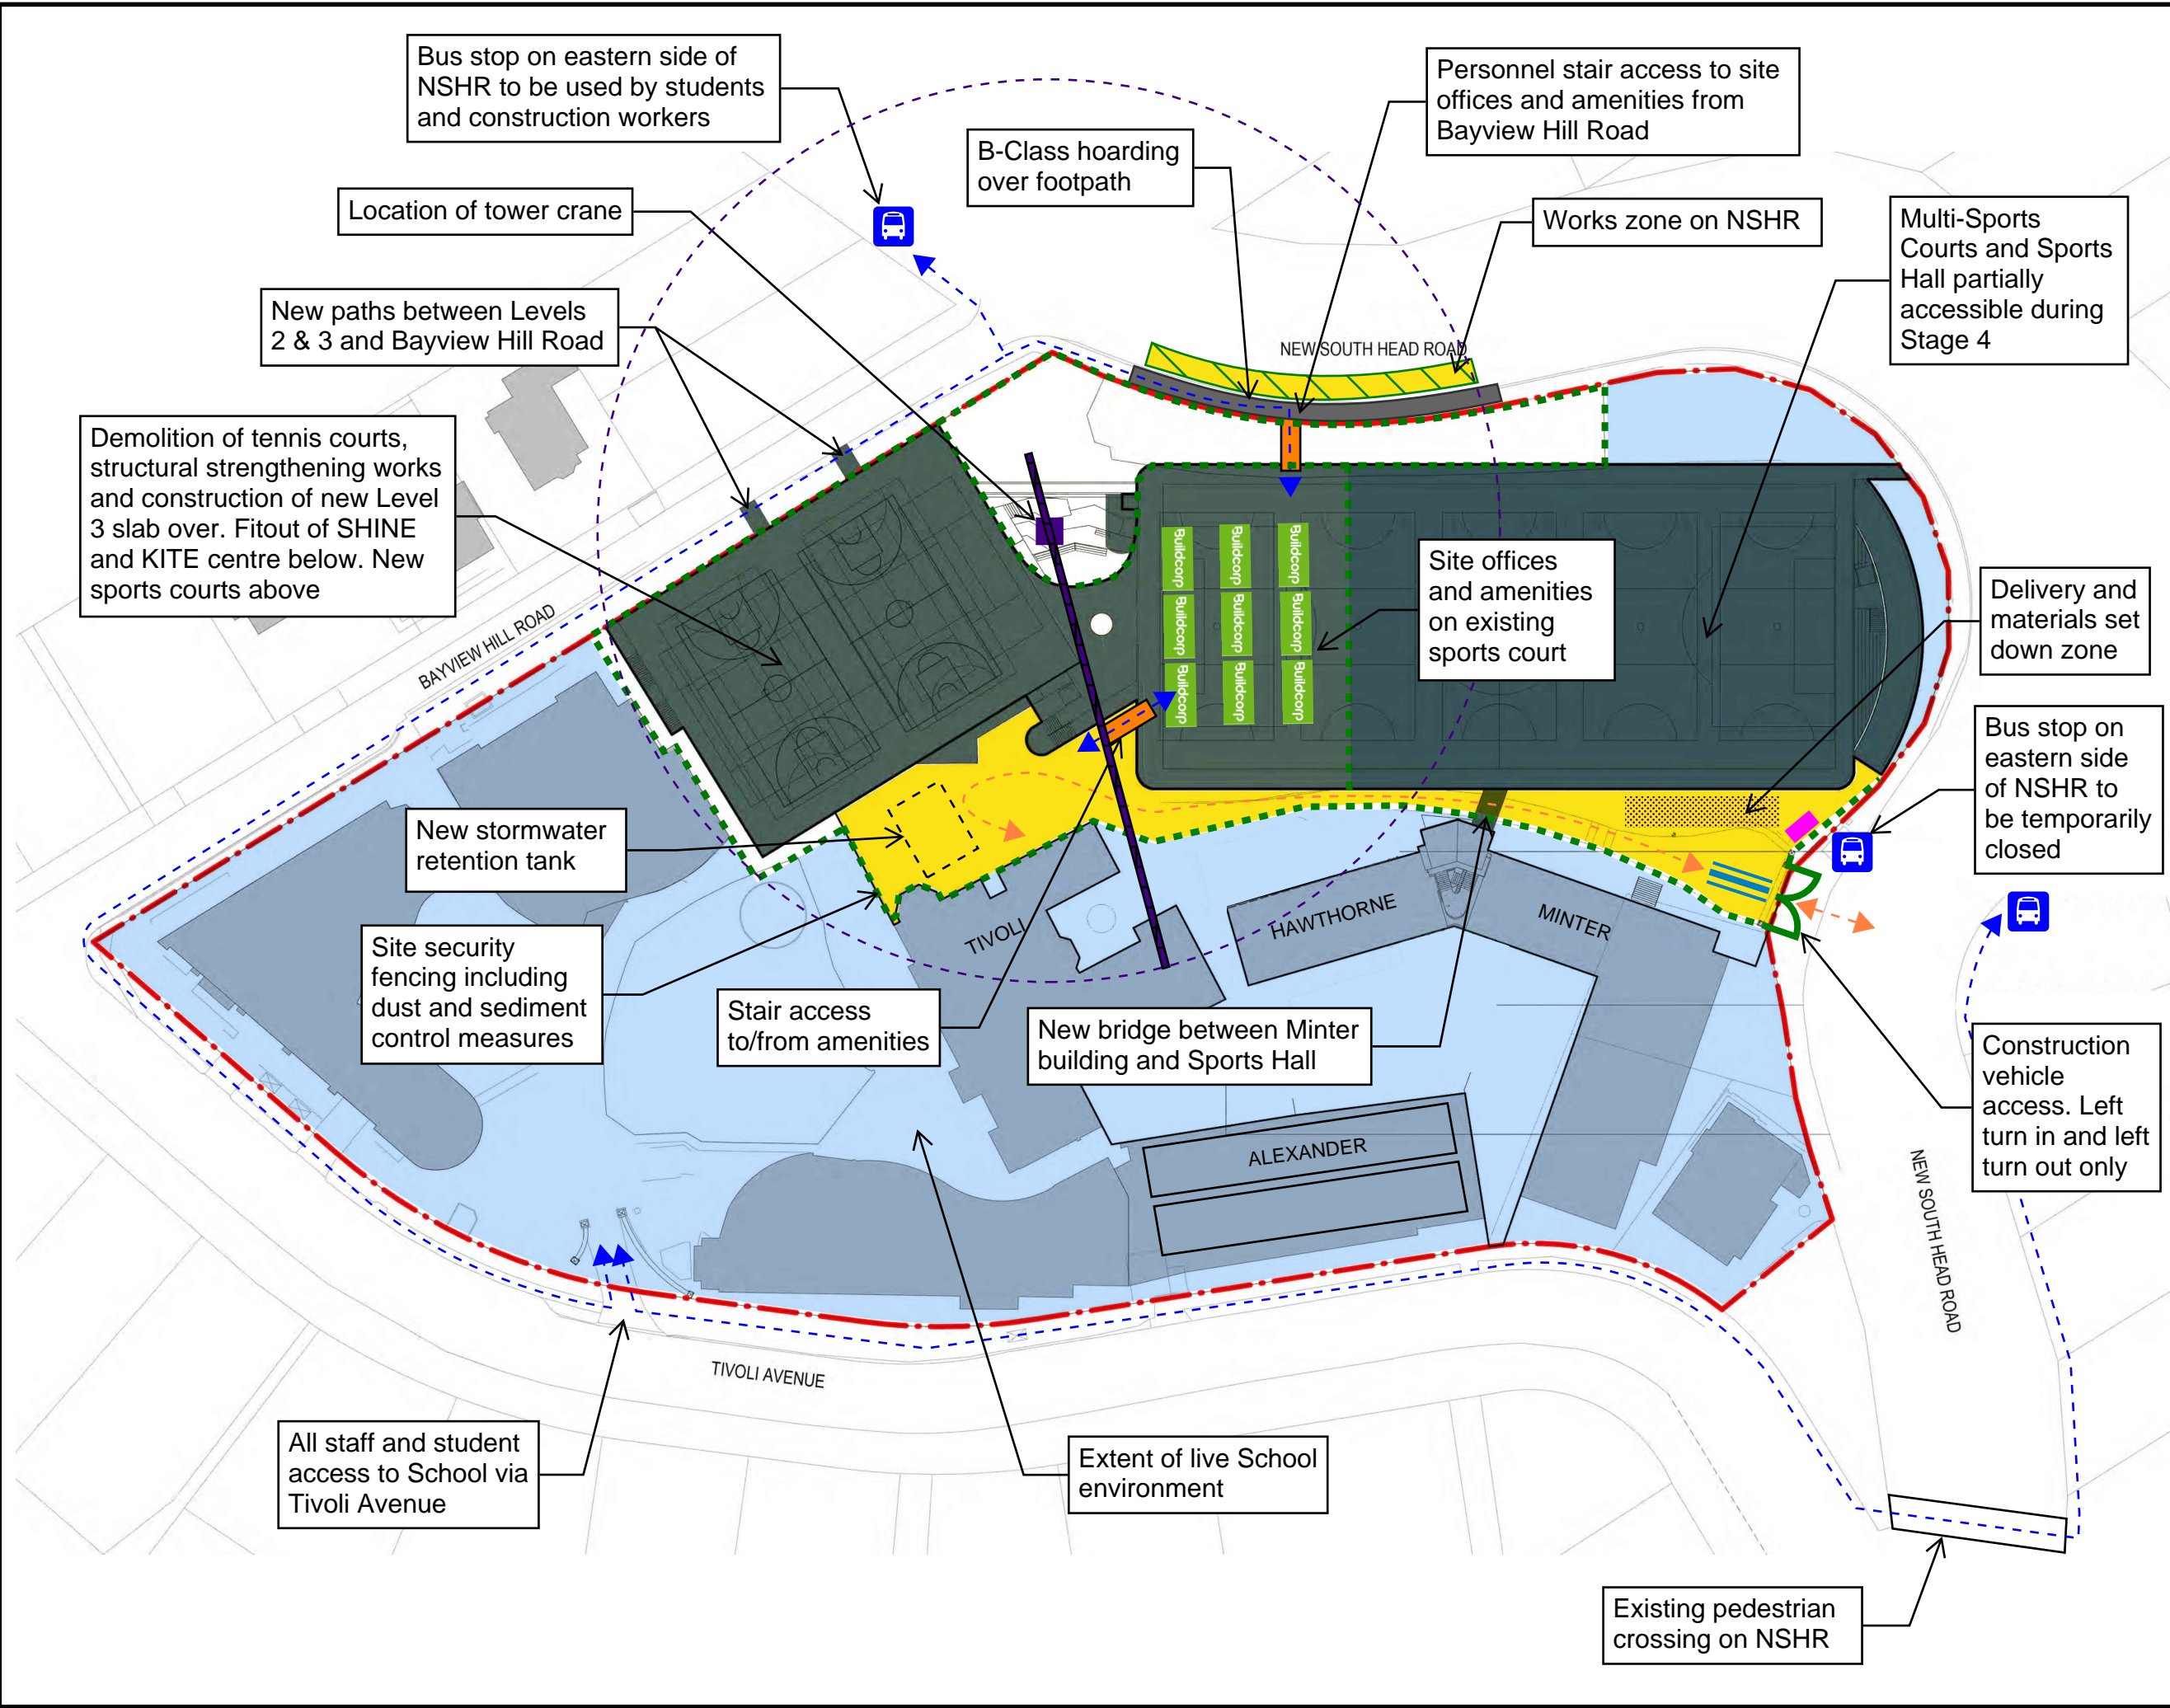 Bus stop on eastern side of
NSHR to be used by students
and construction workers
Personnel stair access to site
offices and amenities from
Bayview Hill Road
B-Class hoarding
over footpath
Location of tower crane
Works zone on NSHR
Multi-Sports
Courts and Sports
Hall partially
accessible during
Stage 4
New paths between Levels
2 & 3 and Bayview Hill Road
NEW SOUTH HEAD ROAD
Demolition of tennis courts,
structural strengthening works
and construction of new Level
3 slab over. Fitout of SHINE
and KITE centre below. New
sports courts above
Buildcorp
Buildcorp
Buildcorp
Buildcorp
Buildcorp
Buildcorp
Buildcorp
Buildcorp
Buildcorp
Site offices
and amenities
on existing
sports court
Delivery and
materials set
down zone
BAYVIEW HILL ROAD
Bus stop on
eastern side
of NSHR to
be temporarily
closed
New stormwater
retention tank
TIVOLI
HAWTHORNE
MINTER
Site security
fencing including
dust and sediment
control measures
Stair access
to/from amenities
New bridge between Minter
building and Sports Hall
Construction
vehicle
access. Left
turn in and left
turn out only
ALEXANDER
NEW SOUTH HEAD ROAD
TIVOLI AVENUE
All staff and student
access to School via
Tivoli Avenue
Extent of live School
environment
Existing pedestrian
crossing on NSHR